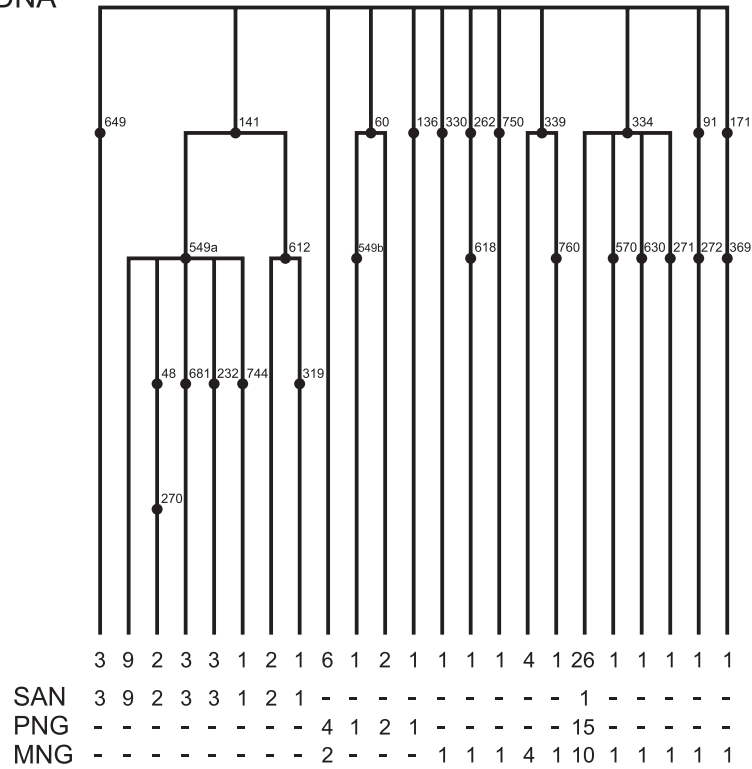 DNA
649 141 60 136 330 262 750 339 334 91 171
549a 612 549b 618 760 570 630 271 272 369
48 681 232 744 319
270
3 9 2 3 3 1 2 1 6 1 2 1 1 1 1 4 1 26 1 1 1 1 1
SAN 3 9 2 3 3 1 2 1 - - - - - - - - - 1 - - - - -
PNG - - - - - - - - 4 1 2 1 - - - - - 15 - - - - -
MNG - - - - - - - - 2 - - - 1 1 1 4 1 10 1 1 1 1 1